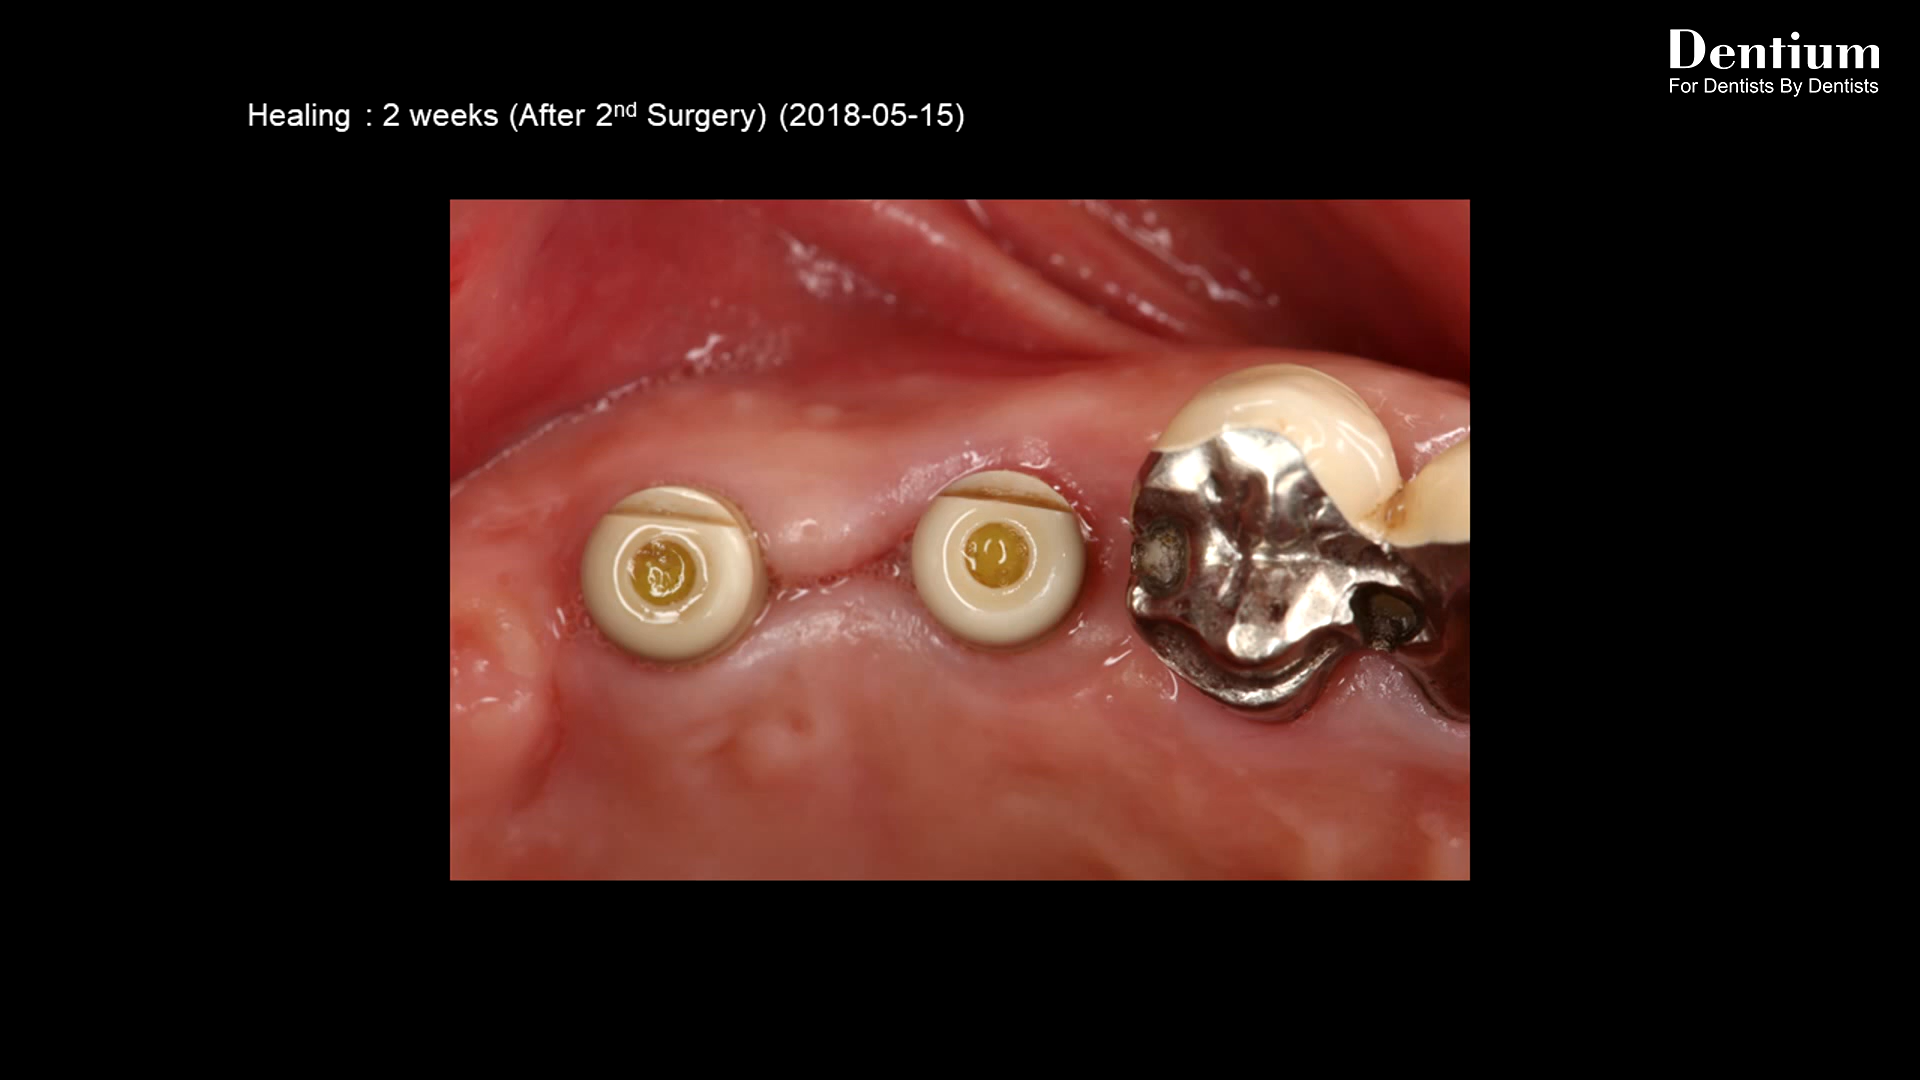 Dentium
For Dentists By Dentists
Healing : 2 weeks (After 2nd Surgery) (2018-05-15)